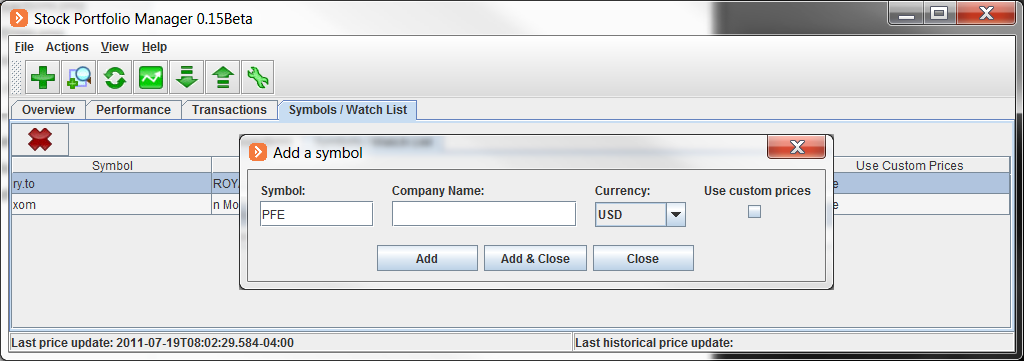 Stock Portfolio Manager 0.15Beta
File Actions View Help
Overview Performance Transactions Symbols / Watch List
Add a symbol
Symbol Use Custom Prices
Symbol: Company Name: Currency: Use custom prices
ry.to ROY
xom n Mo
PFE USD
Add Add & Close Close
Last price update: 2011-07-19T08:02:29.584-04:00 Last historical price update: